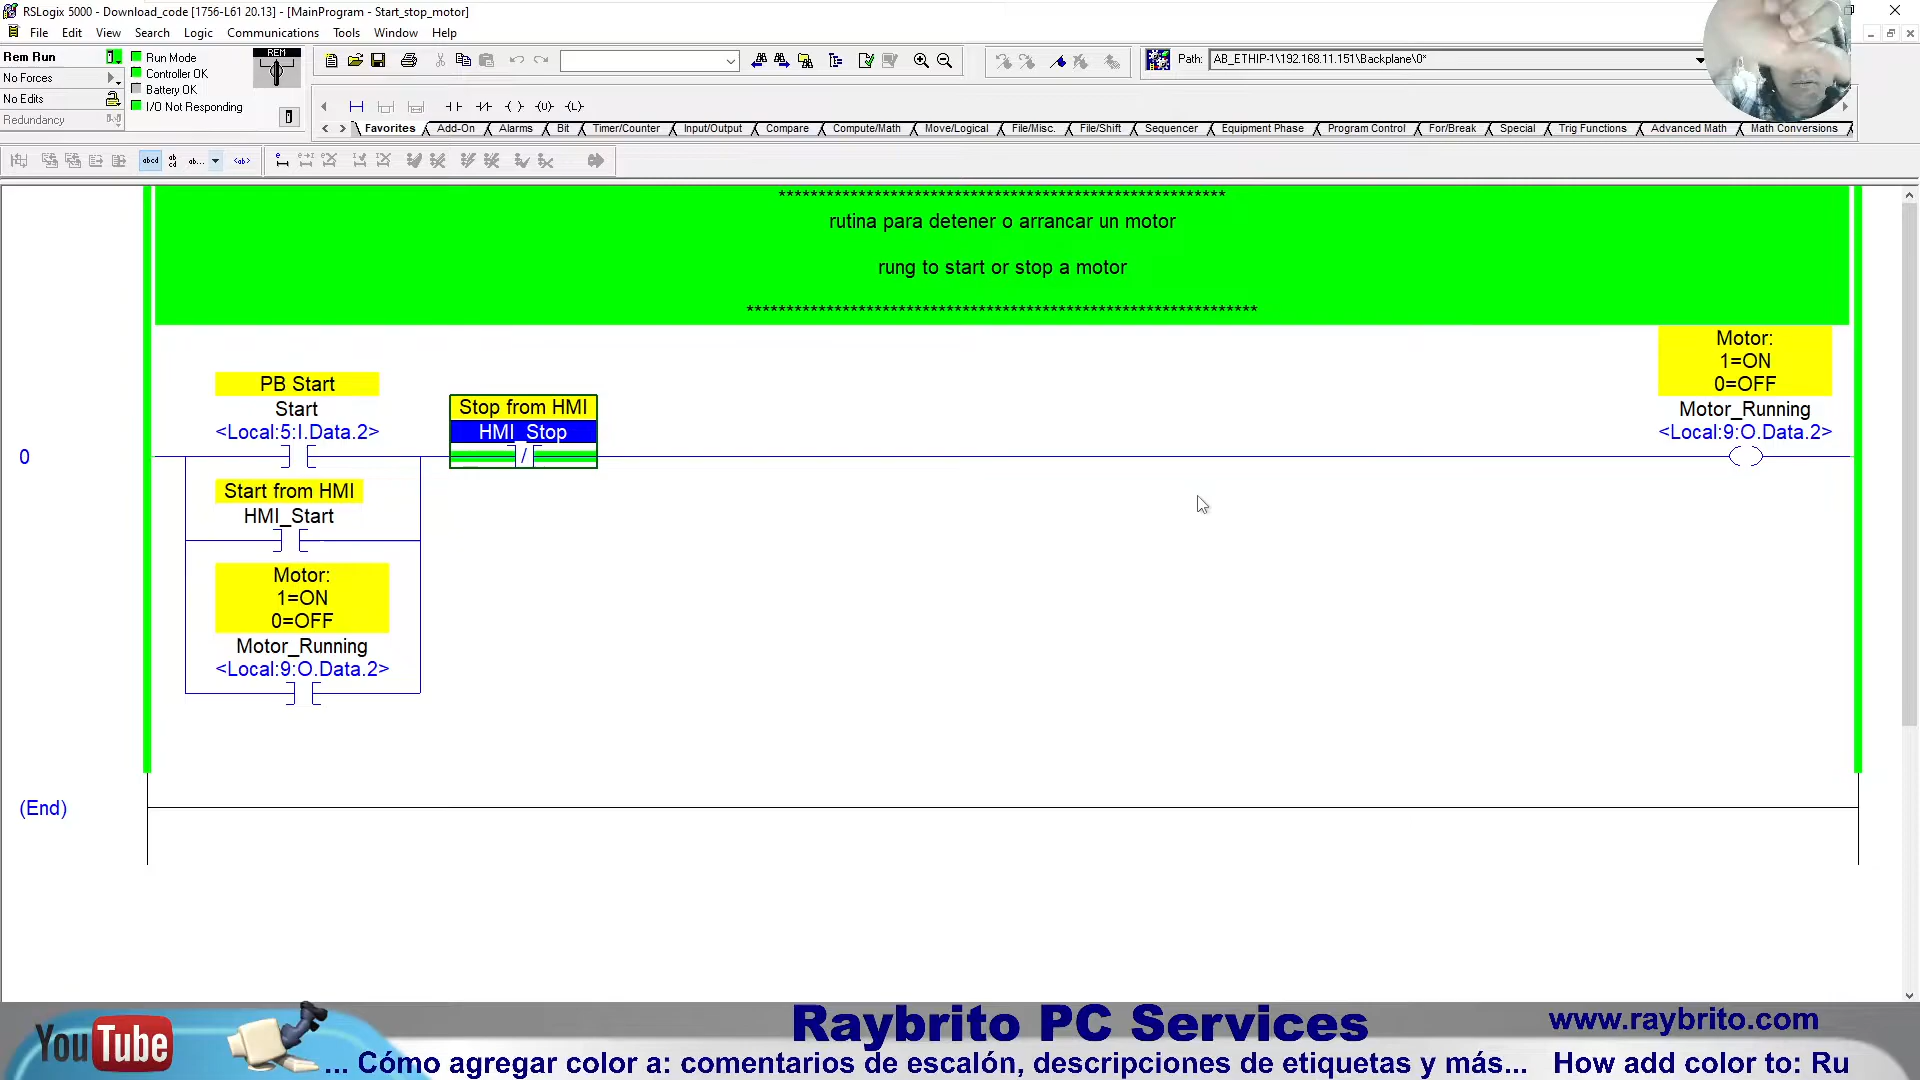 RSLogix 5000 - Download_code [1756-L61 20.13] - [MainProgram - Start_stop_motor]
File Edit View Search Logic Communications Tools Window Help
Rem Run
No Forces
No Edits
Redundancy
Run Mode
Controller OK
Battery OK
I/O Not Responding
REM
Path: AB_ETHIP-1\192.168.11.151\Backplane\0*
Favorites Add-On Alarms Bit Timer/Counter Input/Output Compare Compute/Math Move/Logical File/Misc. File/Shift Sequencer Equipment Phase Program Control For/Break Special Trig Functions Advanced Math Math Conversions
rutina para detener o arrancar un motor
rung to start or stop a motor
PB Start
Start
<Local:5:I.Data.2>
Stop from HMI
HMI_Stop
Motor:
1=ON
0=OFF
Motor_Running
<Local:9:O.Data.2>
0
Start from HMI
HMI_Start
Motor:
1=ON
0=OFF
Motor_Running
<Local:9:O.Data.2>
(End)
YouTube
Raybrito PC Services
www.raybrito.com
... Cómo agregar color a: comentarios de escalón, descripciones de etiquetas y más... How add color to: Ru